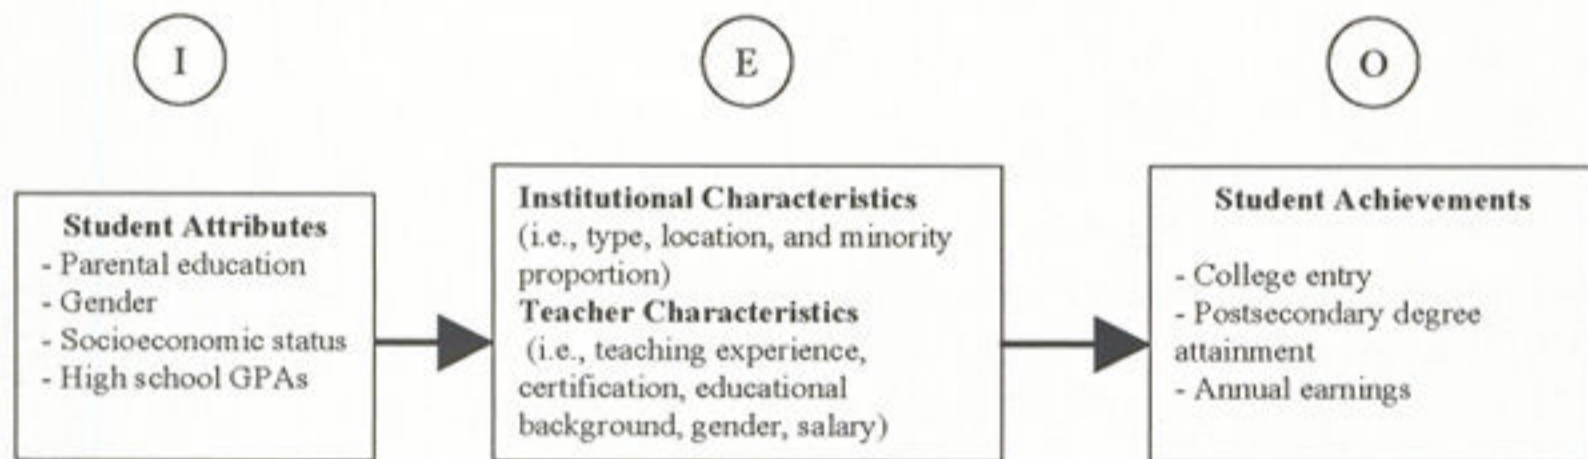 I
E
O
Student Attributes
- Parental education
- Gender
- Socioeconomic status
- High school GPAs
Institutional Characteristics
(i.e., type, location, and minority
proportion)
Teacher Characteristics
(i.e., teaching experience,
certification, educational
background, gender, salary)
Student Achievements
- College entry
- Postsecondary degree
attainment
- Annual earnings